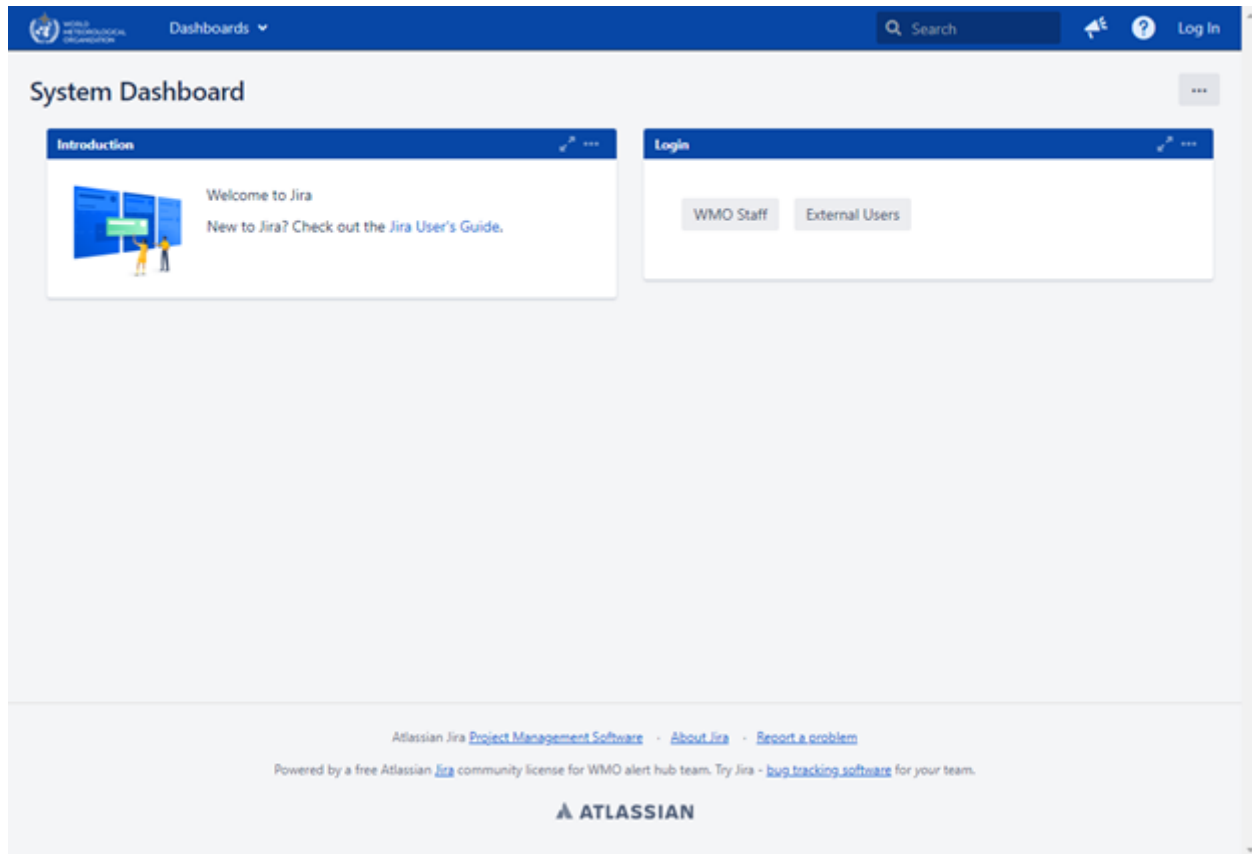 WORLD
METEOROLOGICAL
ORGANIZATION
Dashboards
Search
?
Log In
System Dashboard
Introduction
Login
Welcome to Jira
New to Jira? Check out the Jira User's Guide.
WMO Staff
External Users
Atlassian Jira Project Management Software · About Jira · Report a problem
Powered by a free Atlassian Jira community license for WMO alert hub team. Try Jira - bug tracking software for your team.
ATLASSIAN